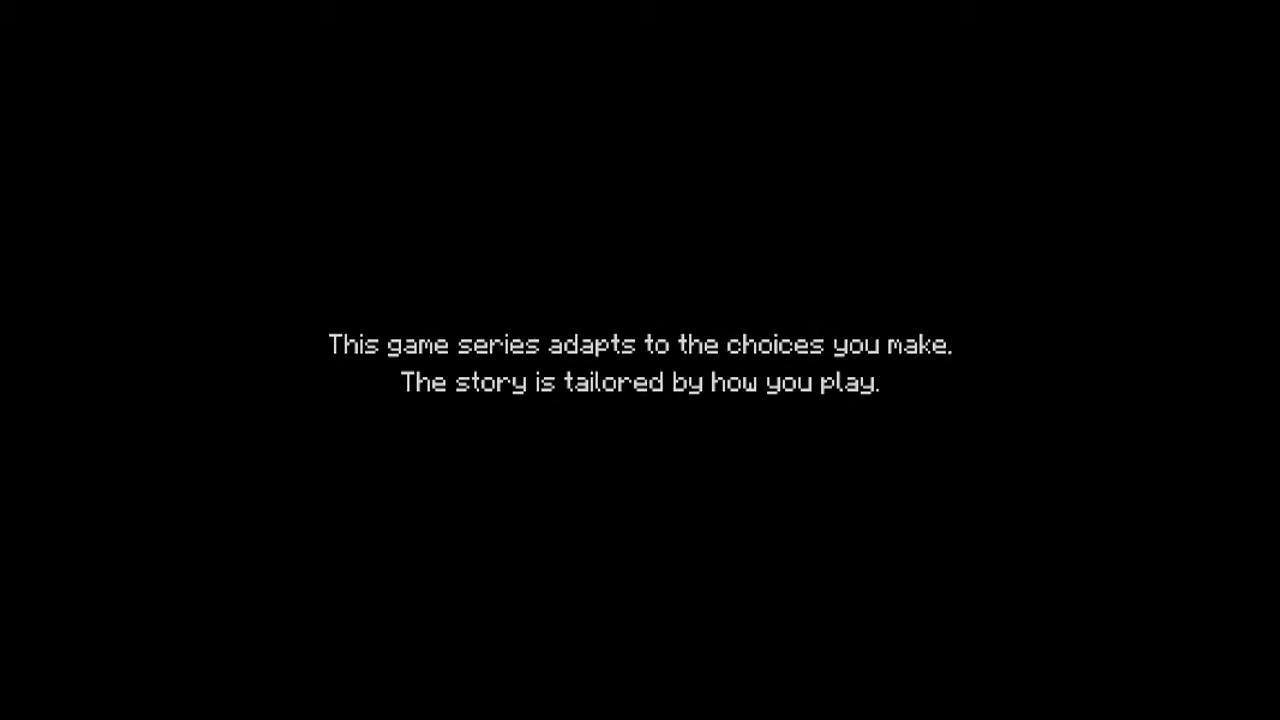 This game series adapts to the choices you make.
The story is tailored by how you play.